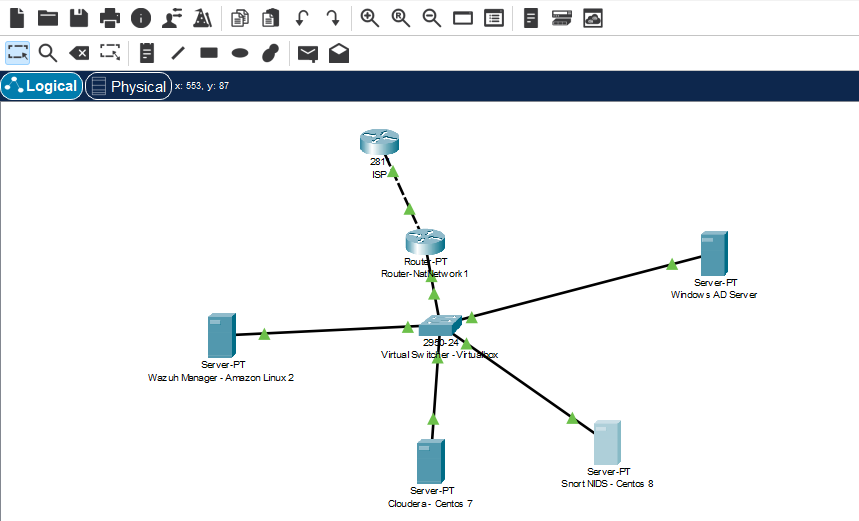 Logical
Physical
x: 553, y: 87
281
ISP
Router-PT
Router-NatNetwork1
Server-PT
Windows AD Server
2950-24
Virtual Switcher - Virtualbox
Server-PT
Wazuh Manager - Amazon Linux 2
Server-PT
Snort NIDS - Centos 8
Server-PT
Cloudera - Centos 7